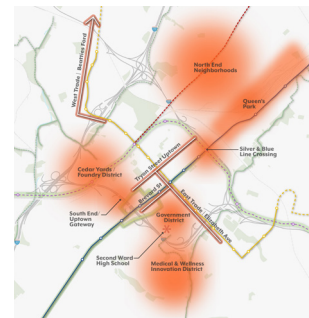 West Trade / Beatties Ford
North End
Neighborhoods
Queen's
Park
Silver & Blue
Line Crossing
Tryon Street Uptown
Cedar Yards /
Foundry District
Brevard St
East Trade / Elizabeth Ave
South End
Uptown
Gateway
Government
District
Second Ward
High School
Medical & Wellness
Innovation District